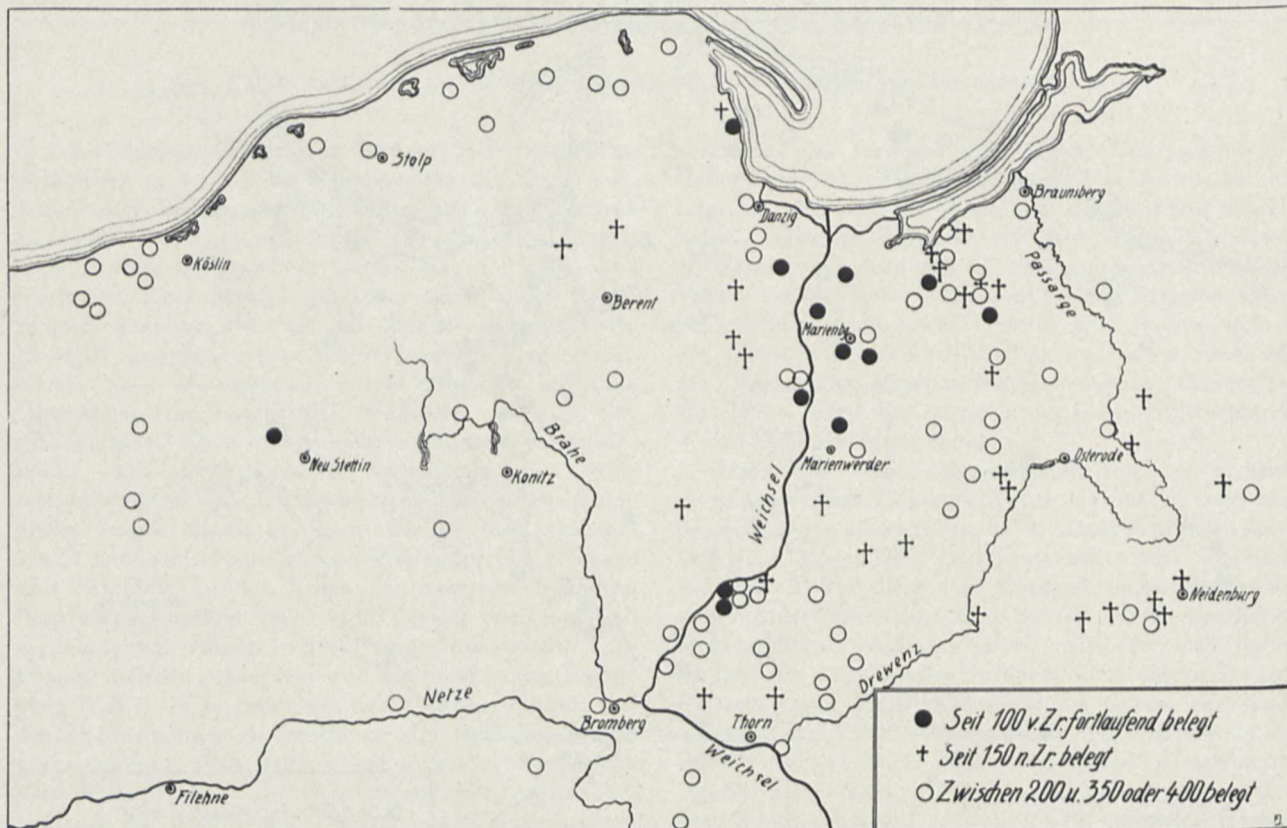 Stolp
Braunsberg
Danzig
Köslin
Passarge
Berent
Marienbg
Brahe
Neu Stettin
Konitz
Marienwerder
Osterode
Weichsel
Neidenburg
Drewenz
Netze
Bromberg
Thorn
Weichsel
Filehne
Seit 100 v. Zr. fortlaufend belegt
Seit 150 n. Zr. belegt
Zwischen 200 u. 350 oder 400 belegt